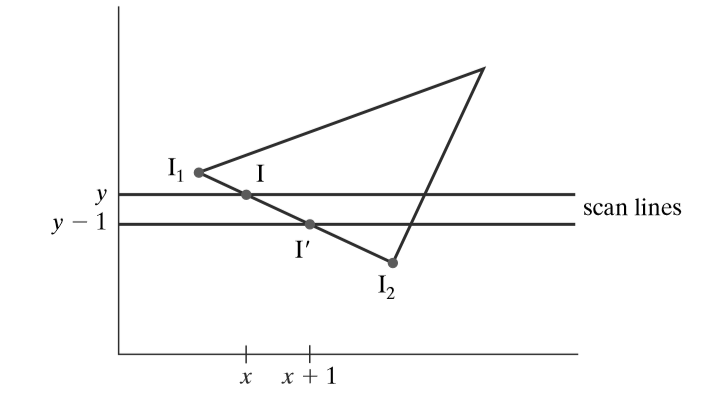 I₁
I
y
scan lines
y − 1
I′
I₂
x
x + 1